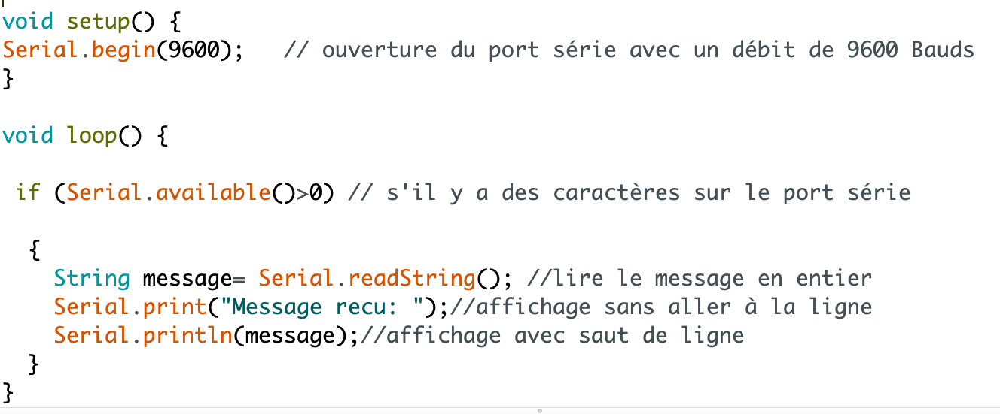 void setup() {
Serial.begin(9600);   // ouverture du port série avec un débit de 9600 Bauds
}
void loop() {
if (Serial.available()>0) // s'il y a des caractères sur le port série
{
String message= Serial.readString(); //lire le message en entier
Serial.print("Message recu: ");//affichage sans aller à la ligne
Serial.println(message);//affichage avec saut de ligne
}
}